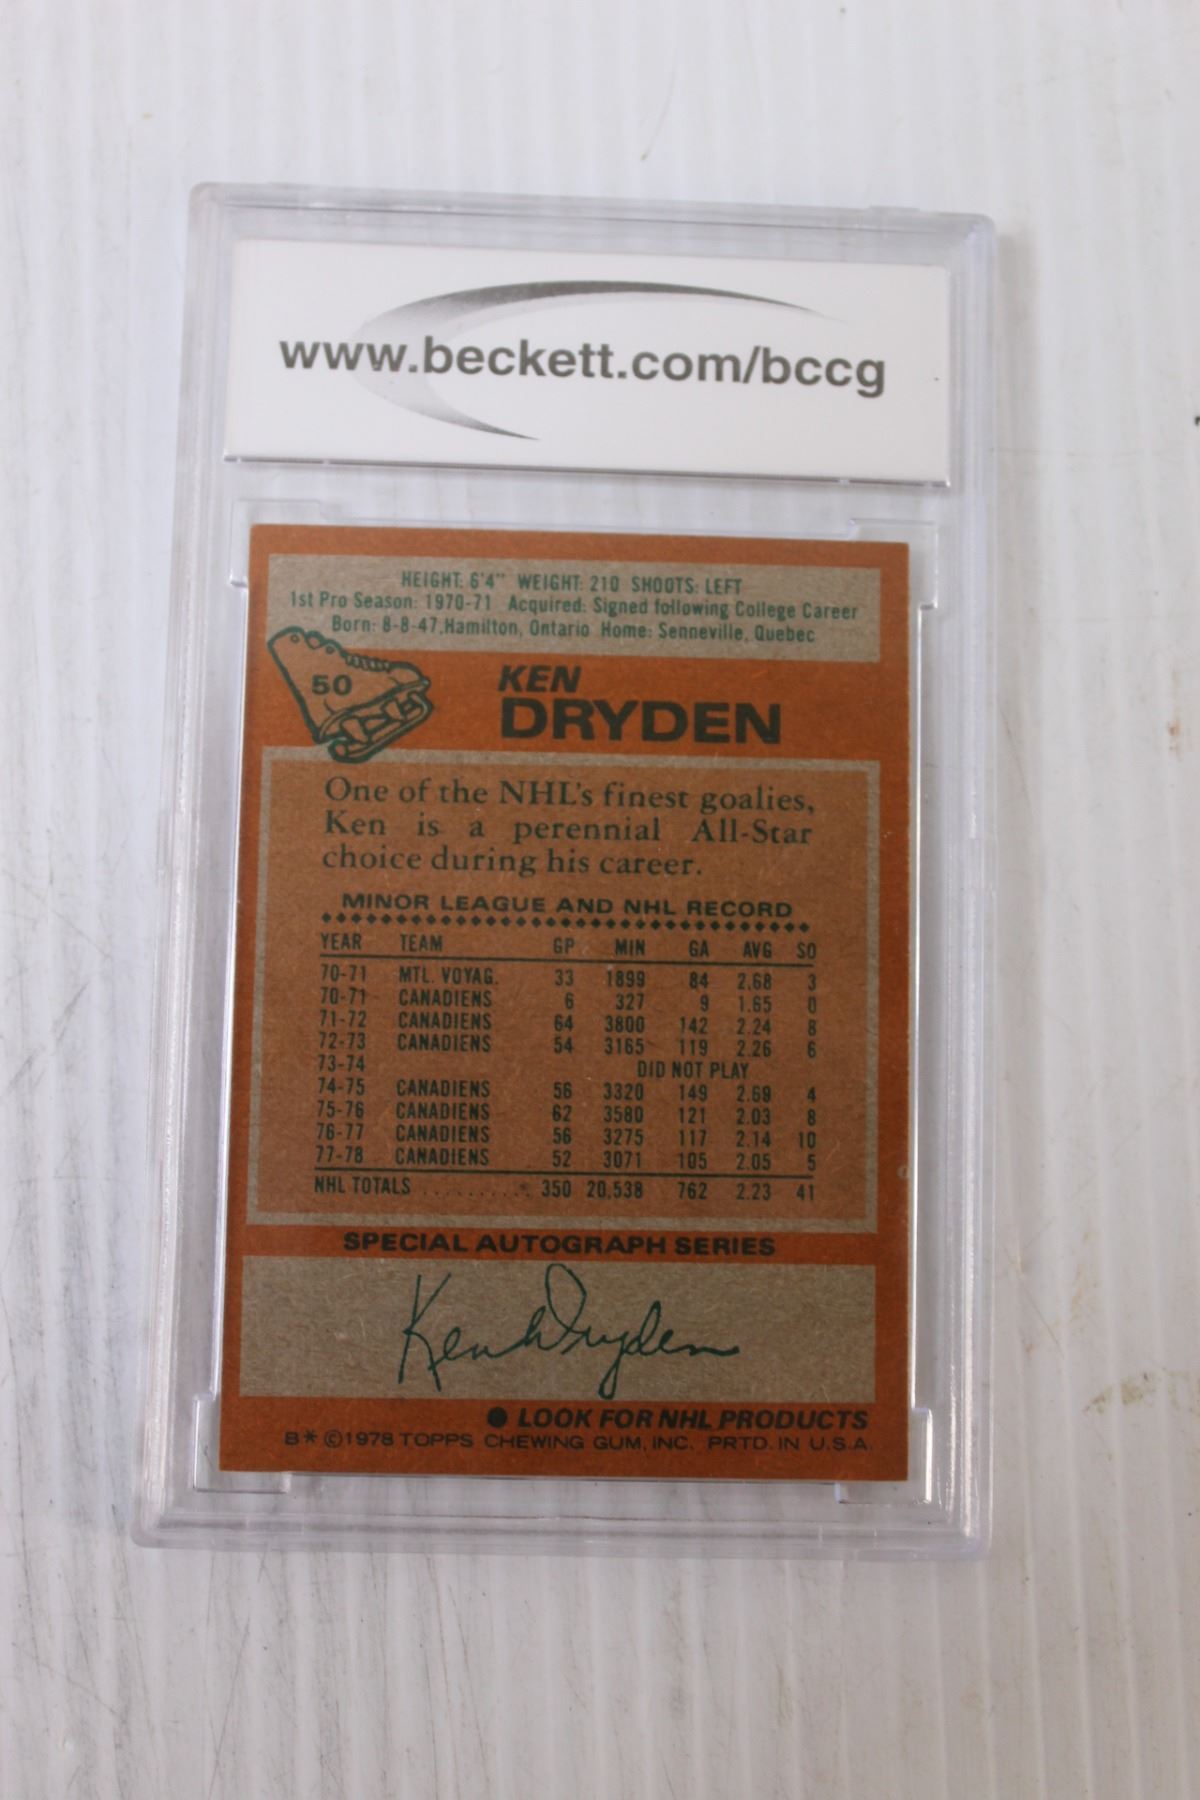 www.beckett.com/bccg
HEIGHT: 6'4" WEIGHT: 210 SHOOTS: LEFT
1st Pro Season: 1970-71 Acquired: Signed following College Career
Born: 8-8-47, Hamilton, Ontario Home: Senneville, Quebec
50
KEN
DRYDEN
One of the NHL's finest goalies,
Ken is a perennial All-Star
choice during his career.
MINOR LEAGUE AND NHL RECORD
YEAR TEAM GP MIN GA AVG SO
70-71 MTL. VOYAG. 33 1899 84 2.68 3
70-71 CANADIENS 6 327 9 1.65 0
71-72 CANADIENS 64 3800 142 2.24 8
72-73 CANADIENS 54 3165 119 2.26 6
73-74 DID NOT PLAY
74-75 CANADIENS 56 3320 149 2.69 4
75-76 CANADIENS 62 3580 121 2.03 8
76-77 CANADIENS 56 3275 117 2.14 10
77-78 CANADIENS 52 3071 105 2.05 5
NHL TOTALS .......... 350 20,538 762 2.23 41
SPECIAL AUTOGRAPH SERIES
Ken Dryden
● LOOK FOR NHL PRODUCTS
B* ©1978 TOPPS CHEWING GUM, INC. PRTD. IN U.S.A.